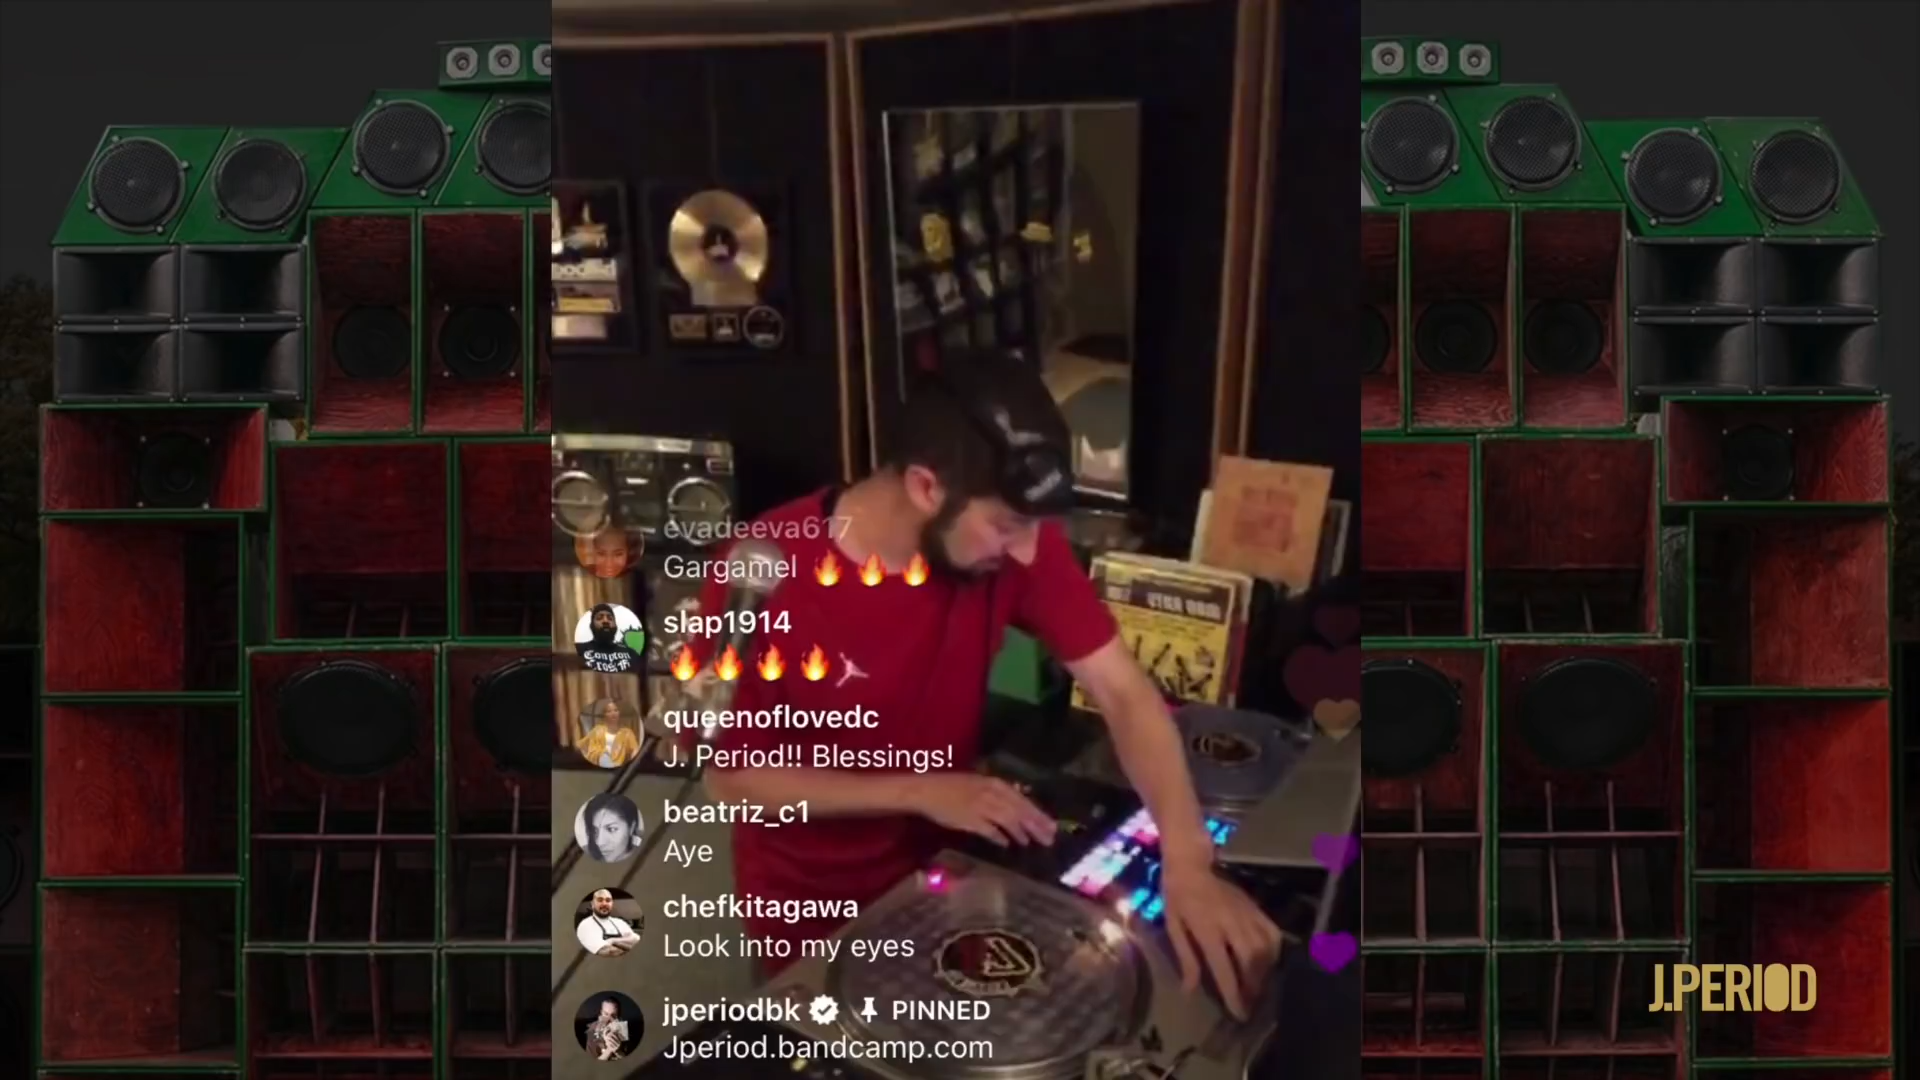 evadeeva617
Gargamel 🔥 🔥 🔥
slap1914
🔥 🔥 🔥 🔥
queenoflovedc
J. Period!! Blessings!
beatriz_c1
Aye
chefkitagawa
Look into my eyes
jperiodbk PINNED
Jperiod.bandcamp.com
J.PERIOD